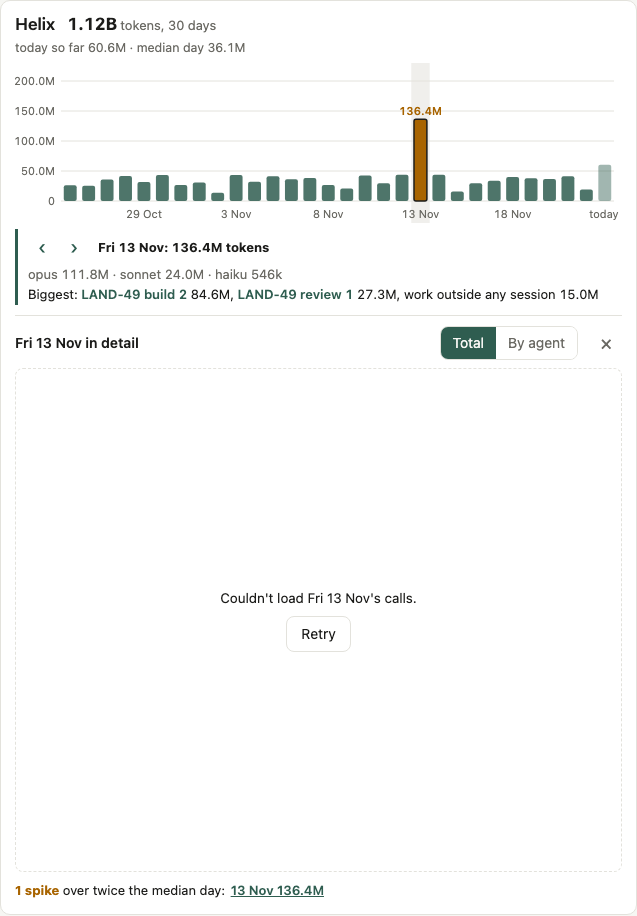 Helix 1.12B tokens, 30 days
today so far 60.6M · median day 36.1M
200.0M
150.0M
136.4M
100.0M
50.0M
0
29 Oct 3 Nov 8 Nov 13 Nov 18 Nov today
‹ › Fri 13 Nov: 136.4M tokens
opus 111.8M · sonnet 24.0M · haiku 546k
Biggest: LAND-49 build 2 84.6M, LAND-49 review 1 27.3M, work outside any session 15.0M
Fri 13 Nov in detail Total By agent ×
Couldn't load Fri 13 Nov's calls.
Retry
1 spike over twice the median day: 13 Nov 136.4M